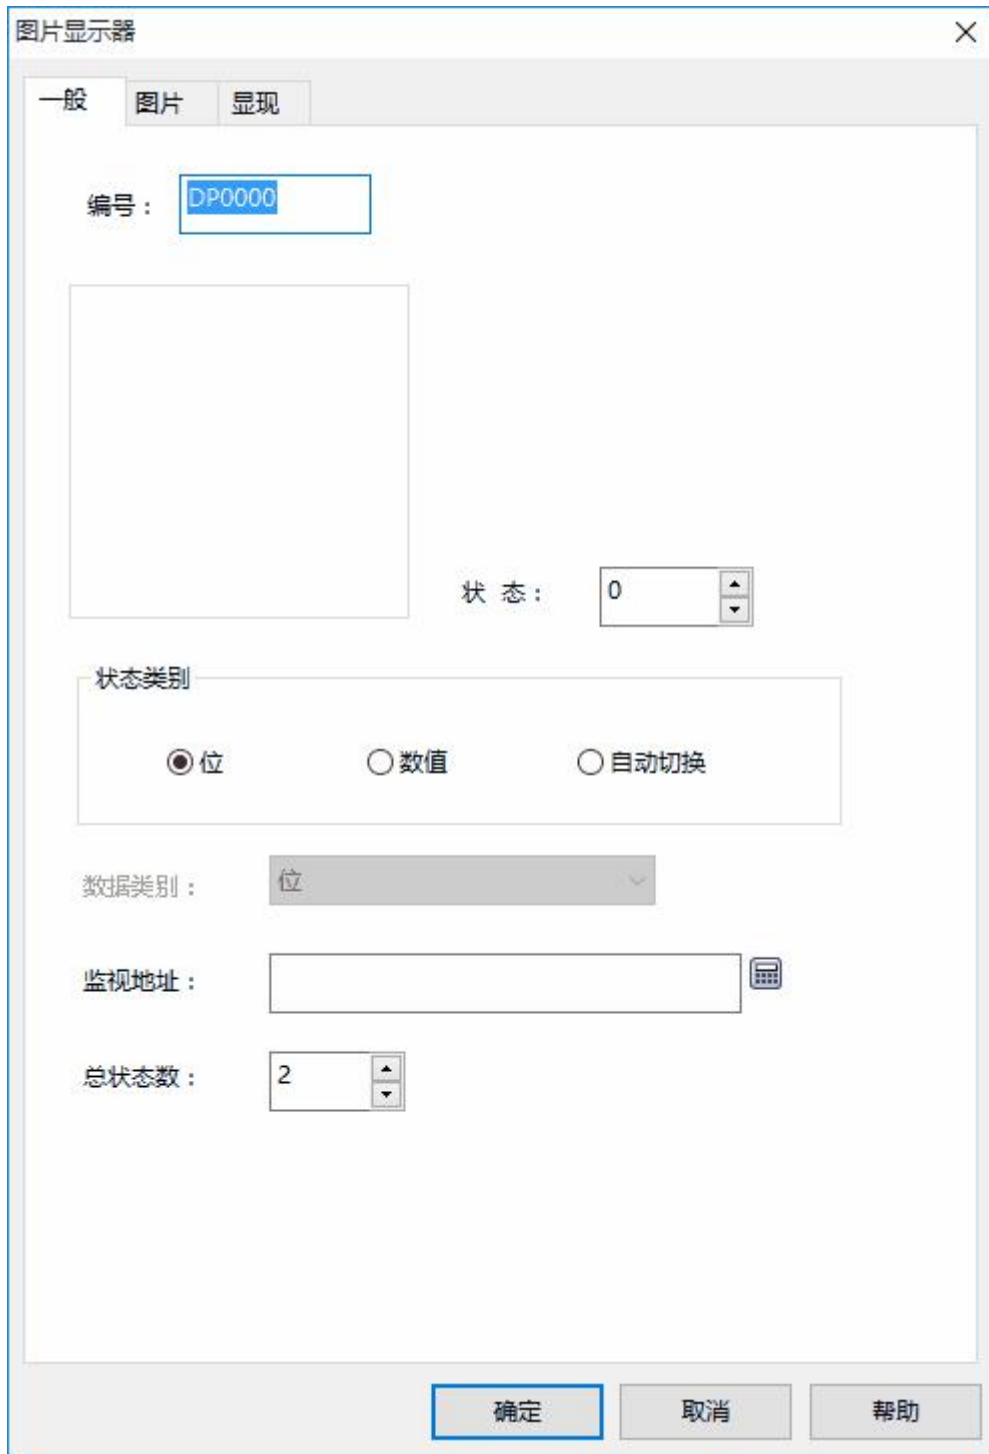 图片显示器
一般 图片 显现
编号： DP0000
状 态： 0
状态类别
位 数值 自动切换
数据类别： 位
监视地址：
总状态数： 2
确定 取消 帮助